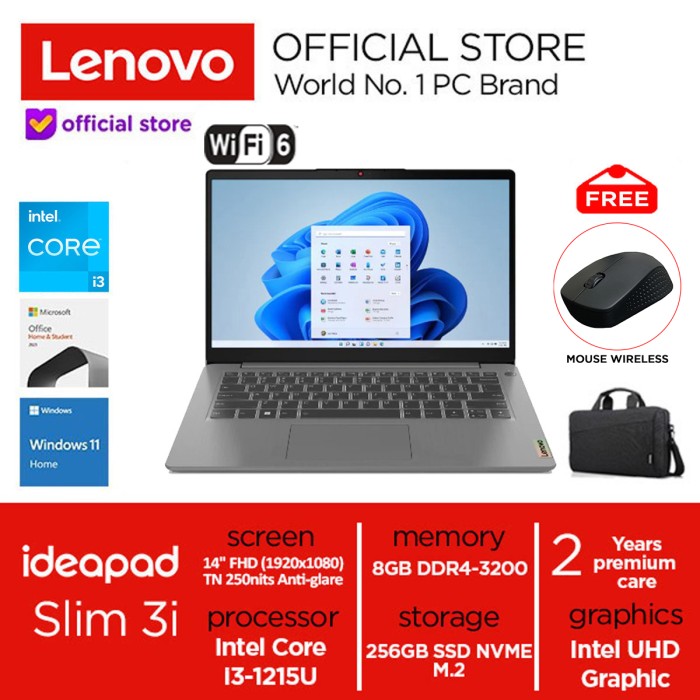 Lenovo
OFFICIAL STORE
World No. 1 PC Brand
official store
WiFi 6
FREE
MOUSE WIRELESS
intel
CORE
i3
Microsoft
Office
Home & Student
2021
Windows
Windows 11
Home
Lenovo
ideapad
Slim 3i
screen
14" FHD (1920x1080)
TN 250nits Anti-glare
processor
Intel Core
I3-1215U
memory
8GB DDR4-3200
storage
256GB SSD NVME
M.2
2 Years
premium
care
graphics
Intel UHD
Graphic